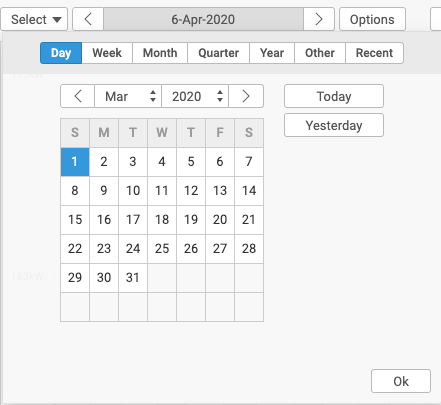 Select 6-Apr-2020 Options
Day Week Month Quarter Year Other Recent
Mar 2020 Today
Yesterday
S M T W T F S
1 2 3 4 5 6 7
8 9 10 11 12 13 14
15 16 17 18 19 20 21
22 23 24 25 26 27 28
29 30 31
Ok